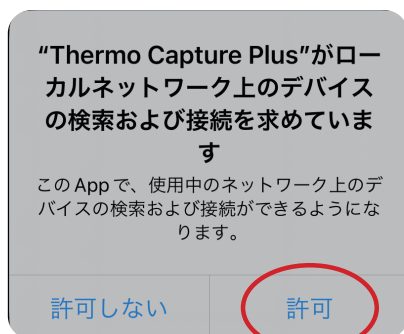 “Thermo Capture Plus”がロー
カルネットワーク上のデバイス
の検索および接続を求めていま
す
このAppで、使用中のネットワーク上のデ
バイスの検索および接続ができるようにな
ります。
許可しない
許可